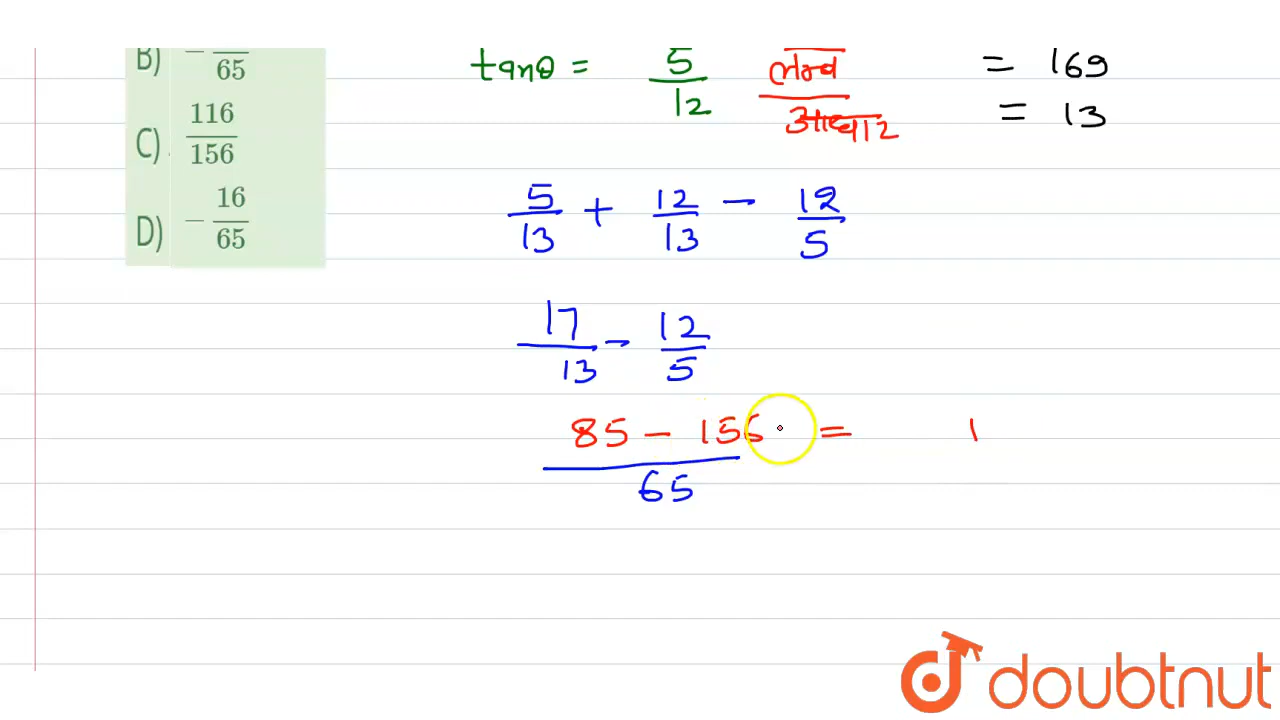 B) - — 65
tanθ = 5/12 लम्ब
= 169
C) 116/156
= 13
D) - 16/65
5/13 + 12/13 - 12/5
17/13 - 12/5
85 - 156 / 65 = 1
doubtnut